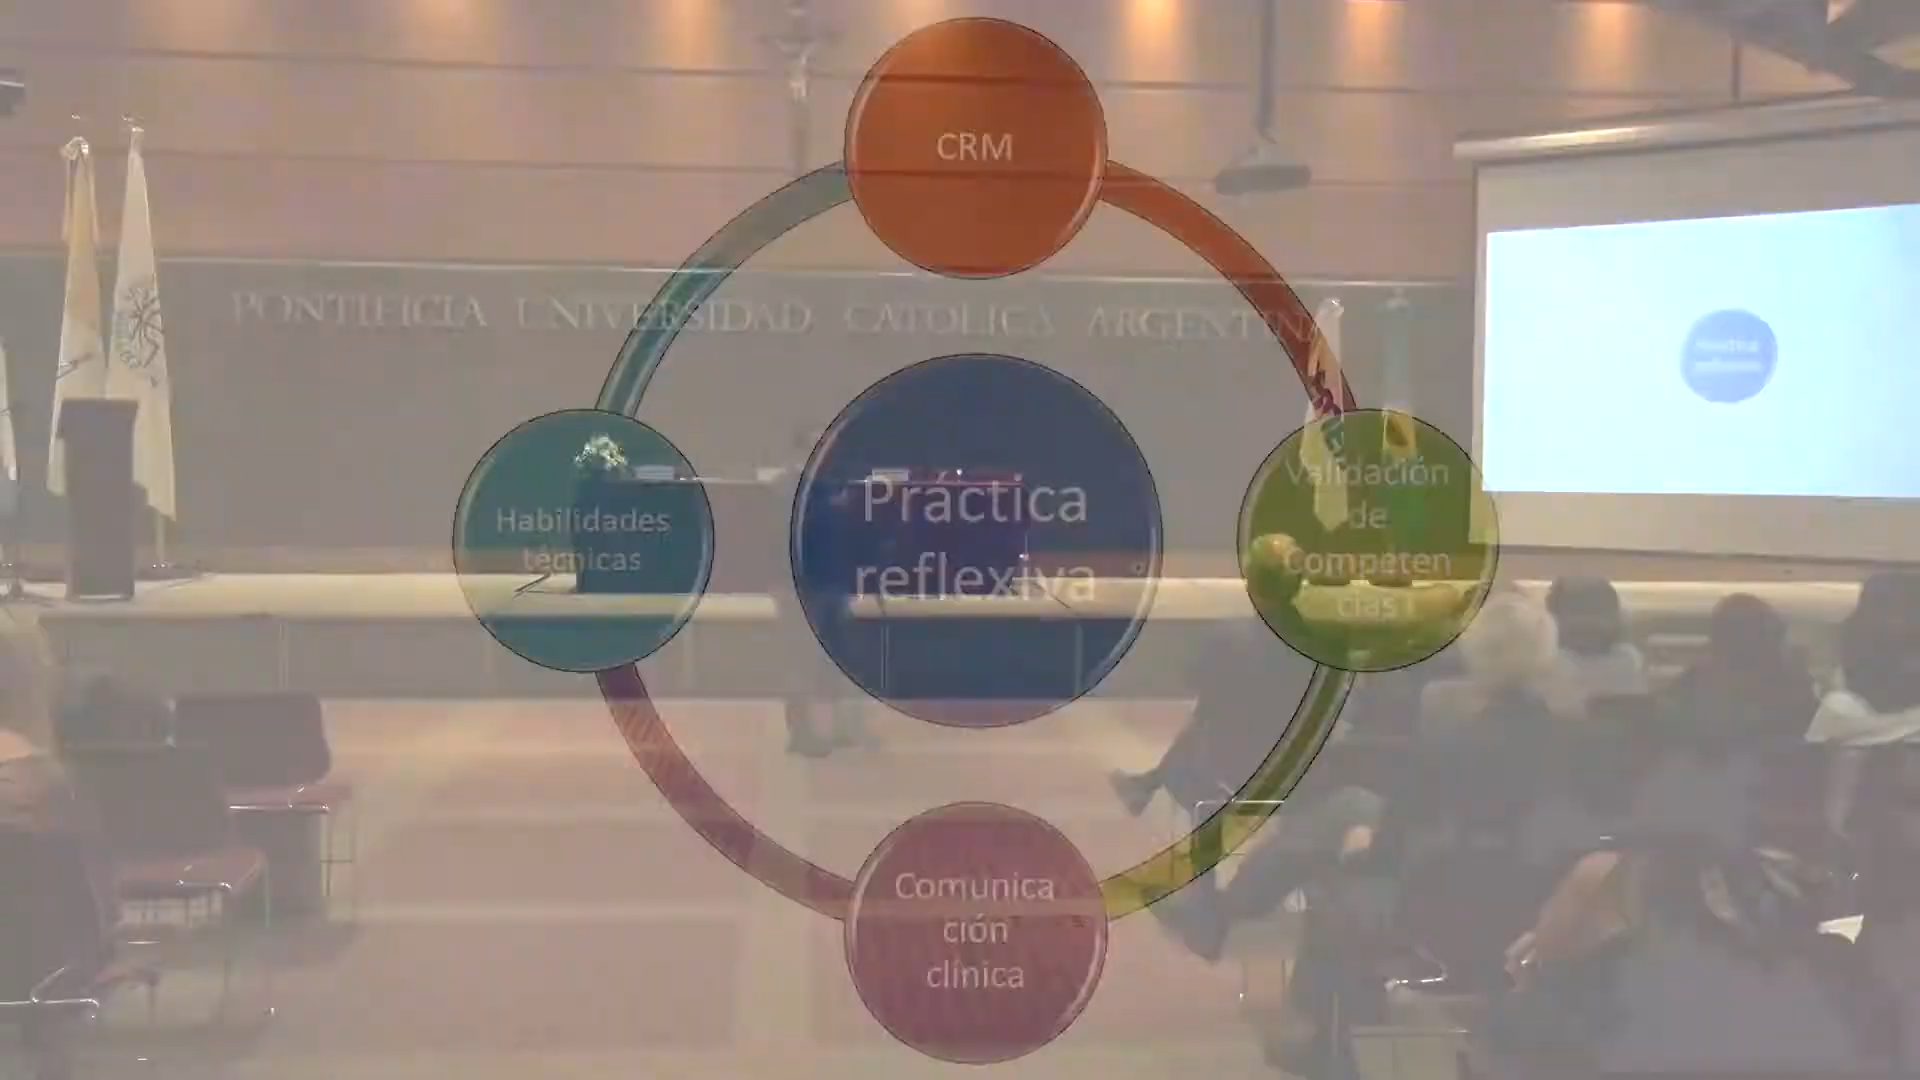 CRM
PONTIFICIA UNIVERSIDAD CATOLICA ARGENTINA
Práctica
reflexiva
Validación
de
Competen
cias
Habilidades
técnicas
Comunica
ción
clínica